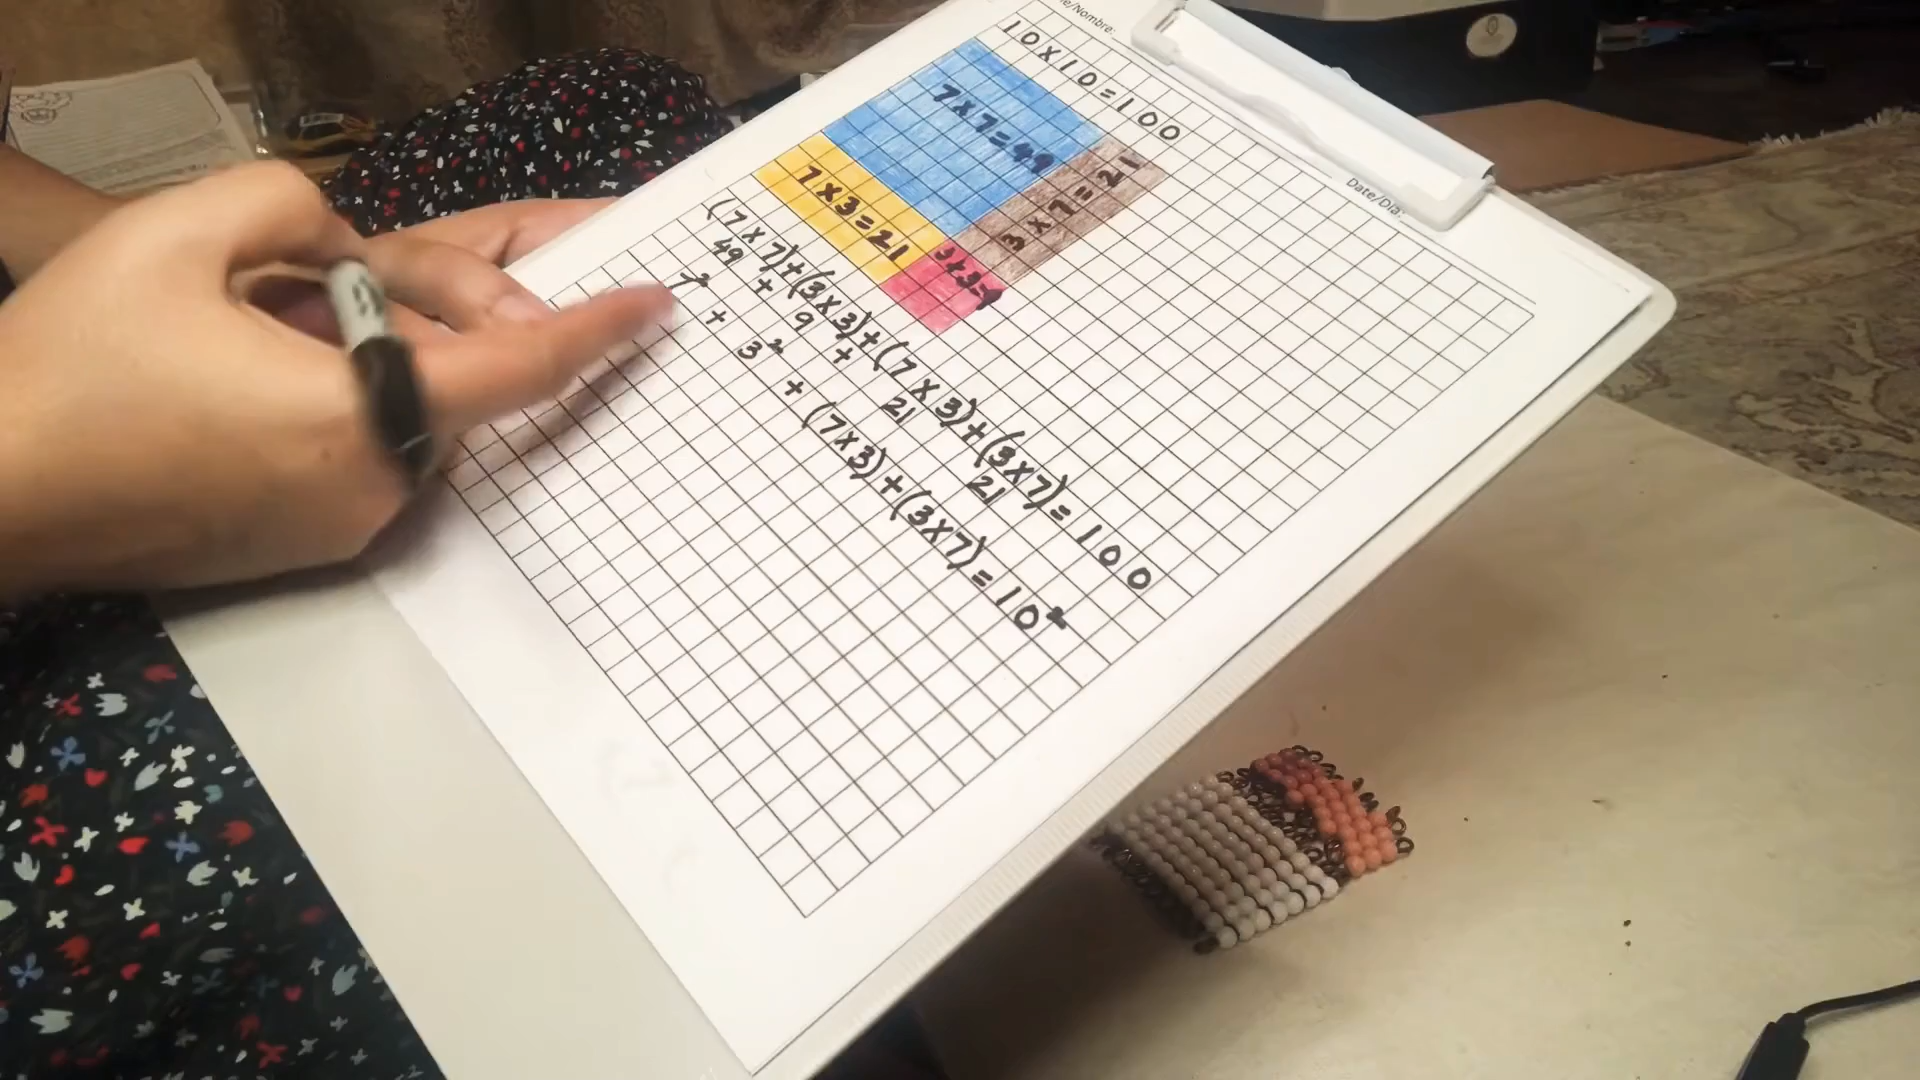 e/Nombre:
Date/Día:
10x10=100
7x7=49
3x7=21
7x3=21
3x3=9
(7x7)+(3x3)+(7x3)+(3x7)=100
49 + 9 + 21 21
7² + 3² + (7x3)+(3x7)=10²